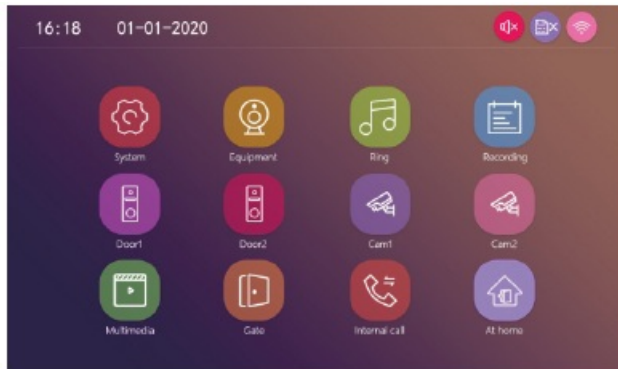 16:18 01-01-2020
System Equipment Ring Recording
Door1 Door2 Cam1 Cam2
Multimedia Gate Internal call At home